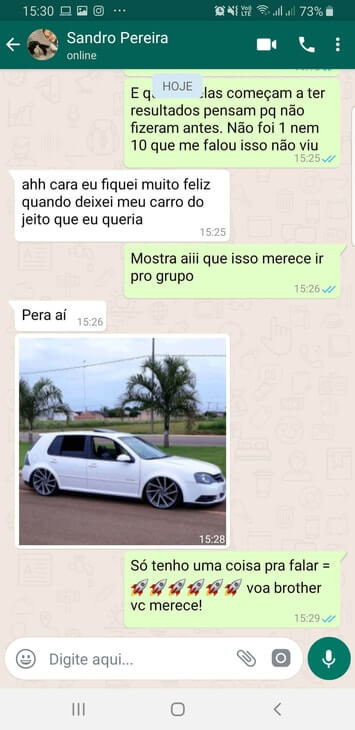 15:30
73%
Sandro Pereira
online
HOJE
E
elas começam a ter
resultados pensam pq não
fizeram antes. Não foi 1 nem
10 que me falou isso não viu
15:25
ahh cara eu fiquei muito feliz
quando deixei meu carro do
jeito que eu queria
15:25
Mostra aiii que isso merece ir
pro grupo
15:26
Pera aí
15:26
15:28
Só tenho uma coisa pra falar =
🚀🚀🚀🚀🚀🚀 voa brother
vc merece!
15:29
Digite aqui...